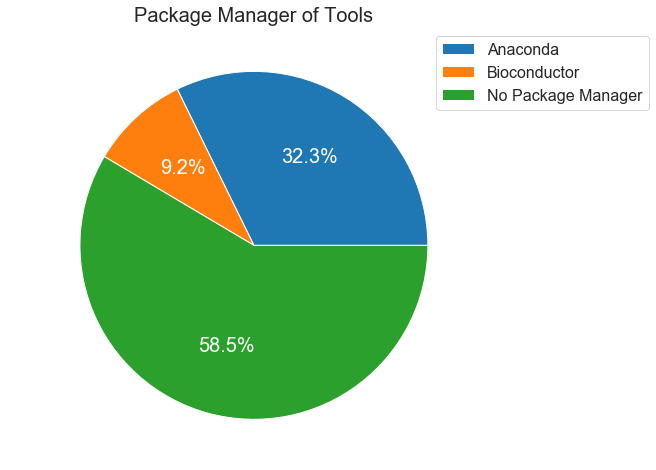 Package Manager of Tools
Anaconda
Bioconductor
No Package Manager
32.3%
9.2%
58.5%